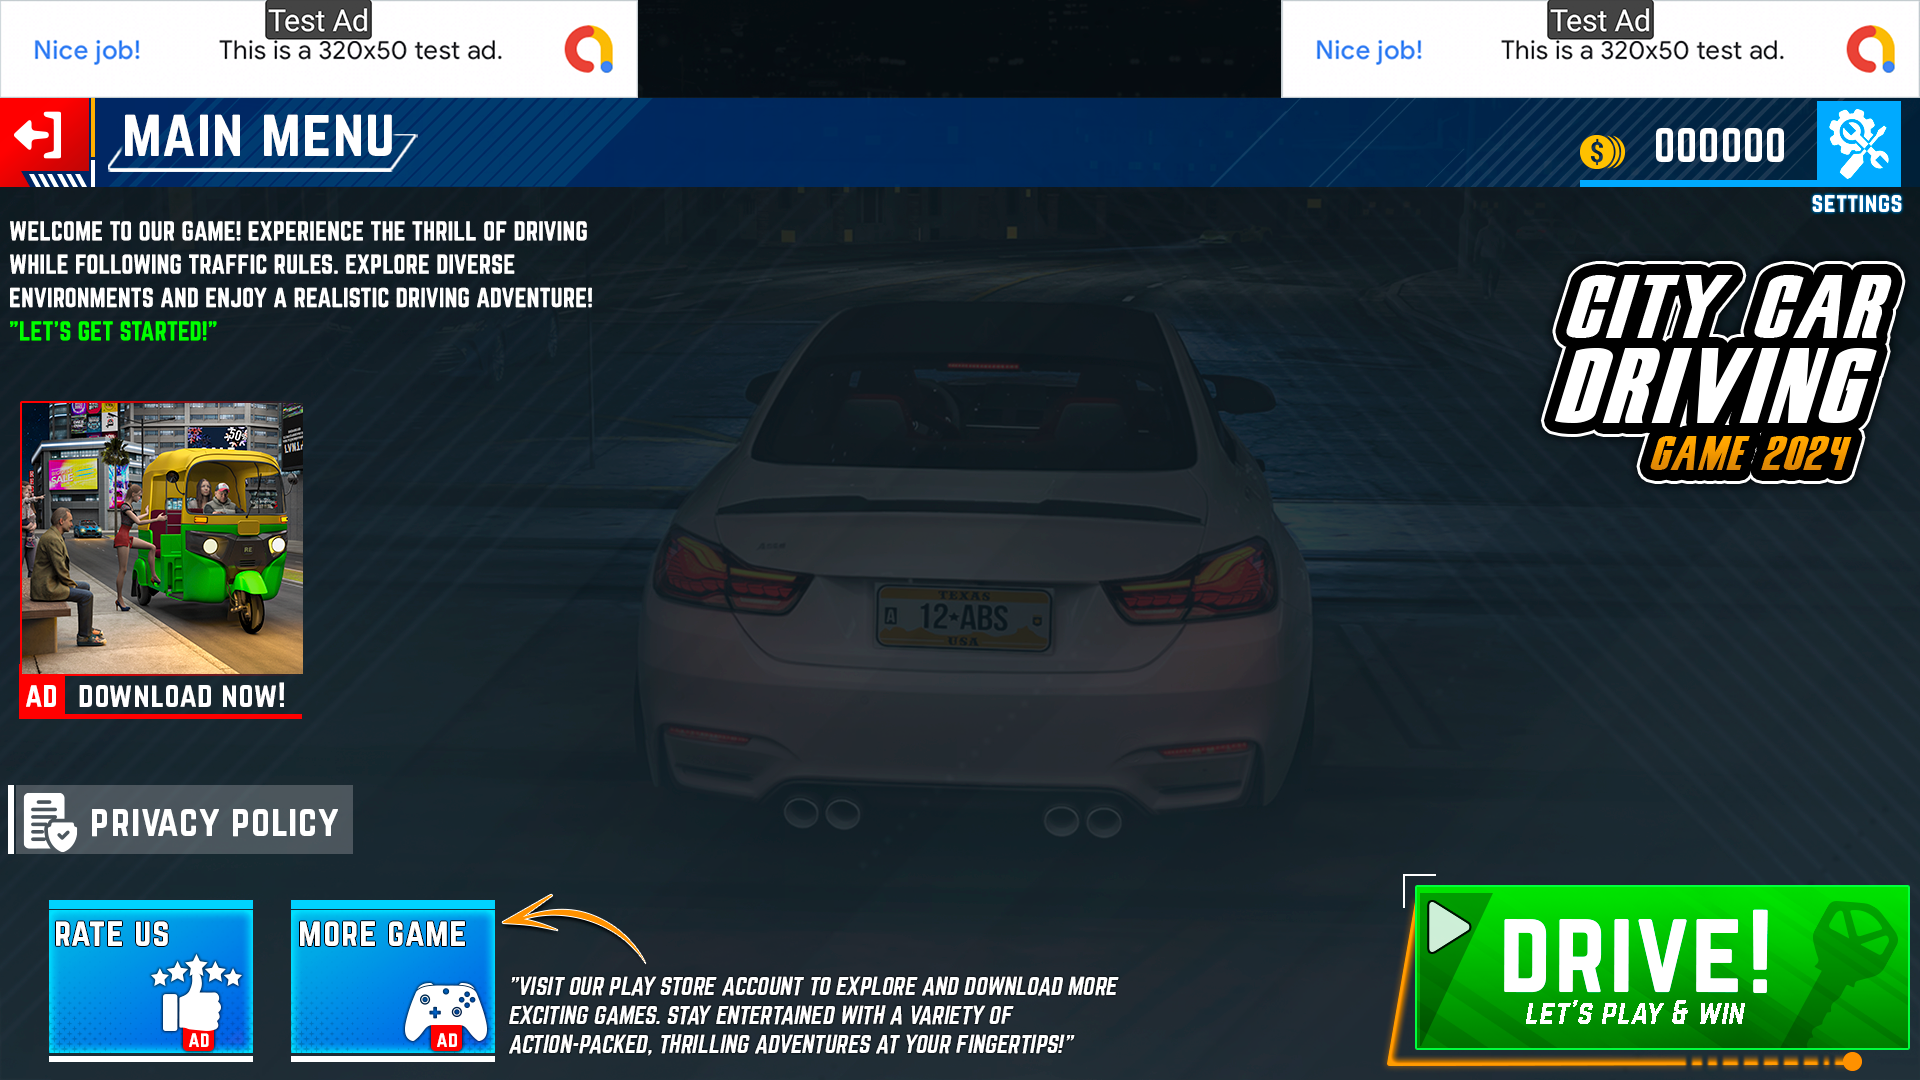 Test Ad
Nice job!
This is a 320x50 test ad.
Test Ad
Nice job!
This is a 320x50 test ad.
MAIN MENU
000000
SETTINGS
WELCOME TO OUR GAME! EXPERIENCE THE THRILL OF DRIVING
WHILE FOLLOWING TRAFFIC RULES. EXPLORE DIVERSE
ENVIRONMENTS AND ENJOY A REALISTIC DRIVING ADVENTURE!
"LET'S GET STARTED!"
CITY CAR
DRIVING
GAME 2024
SALE
RE
AD DOWNLOAD NOW!
TEXAS
A 12*ABS
USA
PRIVACY POLICY
RATE US
AD
MORE GAME
AD
"VISIT OUR PLAY STORE ACCOUNT TO EXPLORE AND DOWNLOAD MORE
EXCITING GAMES. STAY ENTERTAINED WITH A VARIETY OF
ACTION-PACKED, THRILLING ADVENTURES AT YOUR FINGERTIPS!"
DRIVE!
LET'S PLAY & WIN